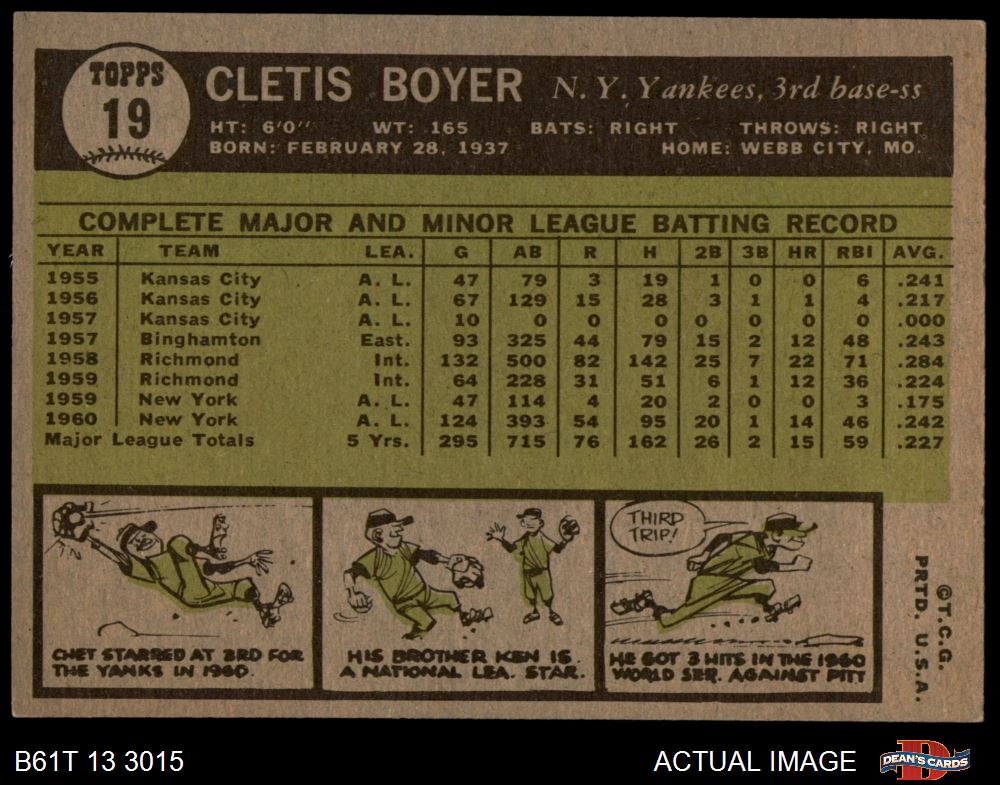 TOPPS
19
CLETIS BOYER N. Y. Yankees, 3rd base-ss
HT: 6'0" WT: 165 BATS: RIGHT THROWS: RIGHT
BORN: FEBRUARY 28, 1937 HOME: WEBB CITY, MO.
COMPLETE MAJOR AND MINOR LEAGUE BATTING RECORD
YEAR TEAM LEA. G AB R H 2B 3B HR RBI AVG.
1955 Kansas City A. L. 47 79 3 19 1 0 0 6 .241
1956 Kansas City A. L. 67 129 15 28 3 1 1 4 .217
1957 Kansas City A. L. 10 0 0 0 0 0 0 0 .000
1957 Binghamton East. 93 325 44 79 15 2 12 48 .243
1958 Richmond Int. 132 500 82 142 25 7 22 71 .284
1959 Richmond Int. 64 228 31 51 6 1 12 36 .224
1959 New York A. L. 47 114 4 20 2 0 0 3 .175
1960 New York A. L. 124 393 54 95 20 1 14 46 .242
Major League Totals 5 Yrs. 295 715 76 162 26 2 15 59 .227
CHET STARRED AT 3RD FOR
THE YANKS IN 1960.
HIS BROTHER KEN IS
A NATIONAL LEA. STAR.
THIRD
TRIP!
HE GOT 3 HITS IN THE 1960
WORLD SER. AGAINST PITT
©T.C.G.
PRTD. U.S.A.
B61T 13 3015
ACTUAL IMAGE
D
DEAN'S CARDS